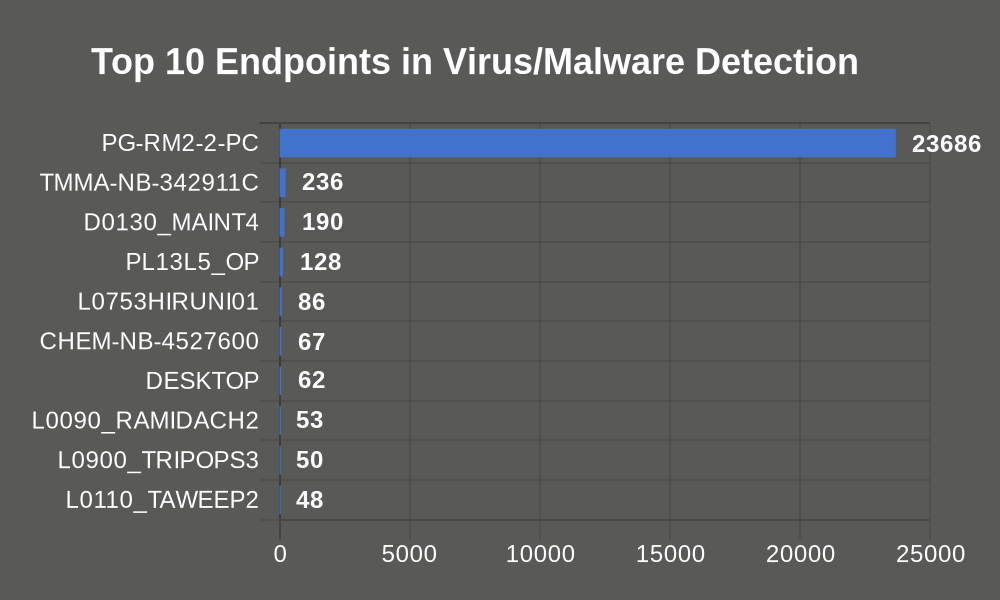 Top 10 Endpoints in Virus/Malware Detection
PG-RM2-2-PC 23686
TMMA-NB-342911C 236
D0130_MAINT4 190
PL13L5_OP 128
L0753HIRUNI01 86
CHEM-NB-4527600 67
DESKTOP 62
L0090_RAMIDACH2 53
L0900_TRIPOPS3 50
L0110_TAWEEP2 48
0 5000 10000 15000 20000 25000